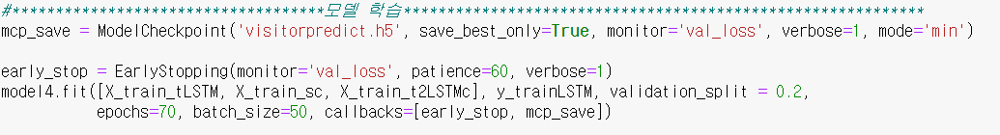 #************************************모델 학습************************************************************
mcp_save = ModelCheckpoint('visitorpredict.h5', save_best_only=True, monitor='val_loss', verbose=1, mode='min')
early_stop = EarlyStopping(monitor='val_loss', patience=60, verbose=1)
model4.fit([X_train_tLSTM, X_train_sc, X_train_t2LSTMc], y_trainLSTM, validation_split = 0.2,
epochs=70, batch_size=50, callbacks=[early_stop, mcp_save])